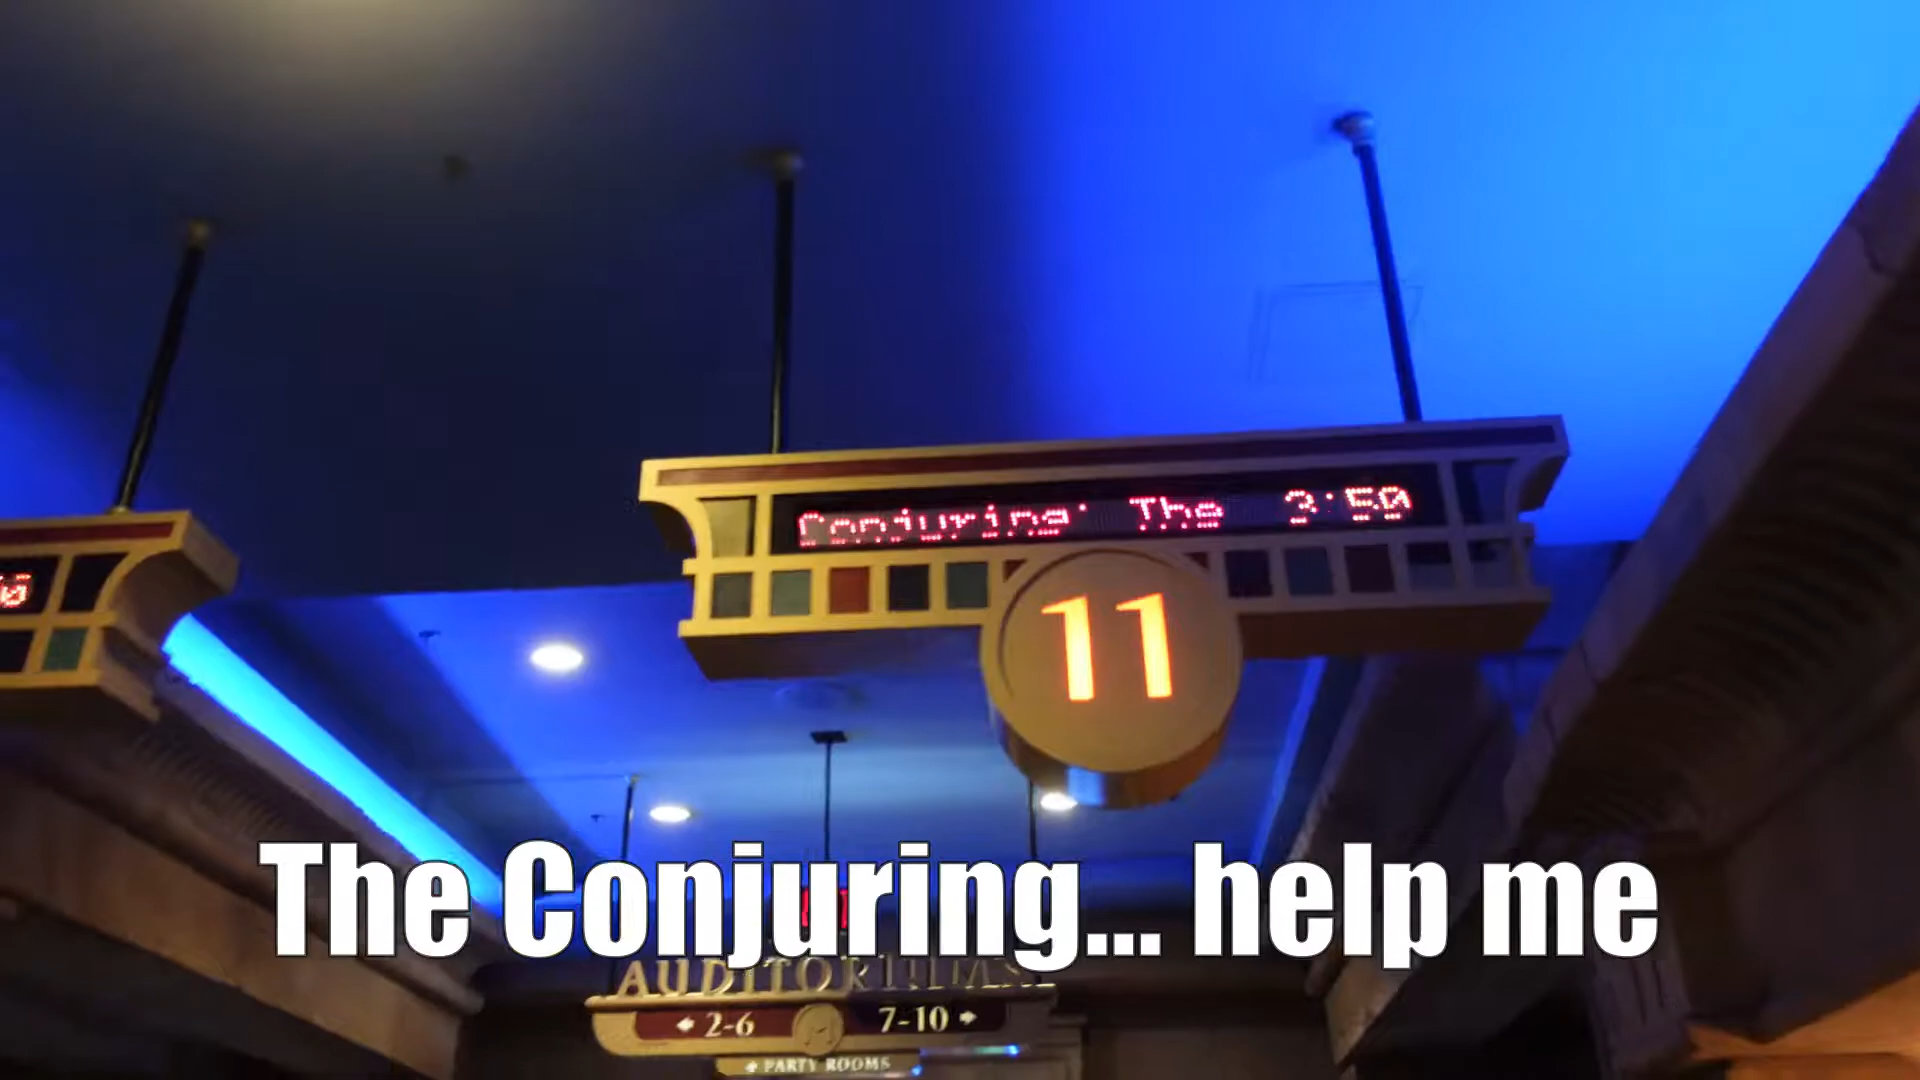 Conjuring: The 3:50
11
The Conjuring... help me
AUDITORIUMS
2-6 7-10
PARTY ROOMS